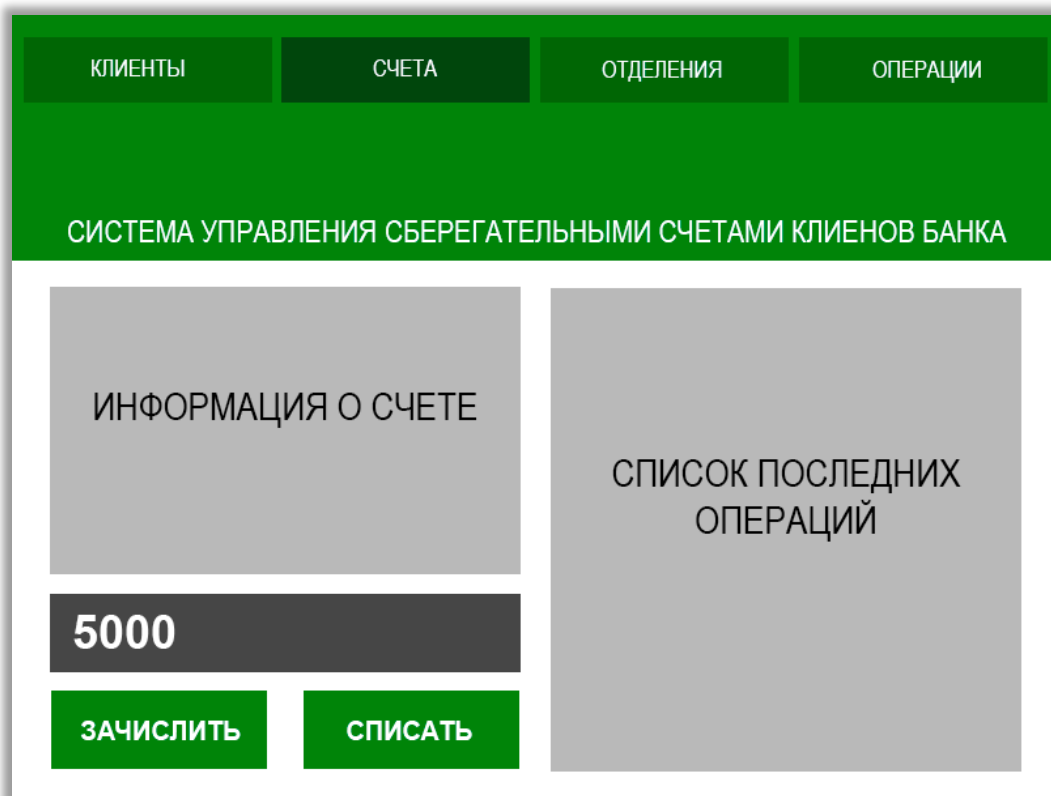 КЛИЕНТЫ
СЧЕТА
ОТДЕЛЕНИЯ
ОПЕРАЦИИ
СИСТЕМА УПРАВЛЕНИЯ СБЕРЕГАТЕЛЬНЫМИ СЧЕТАМИ КЛИЕНОВ БАНКА
ИНФОРМАЦИЯ О СЧЕТЕ
СПИСОК ПОСЛЕДНИХ
ОПЕРАЦИЙ
5000
ЗАЧИСЛИТЬ
СПИСАТЬ